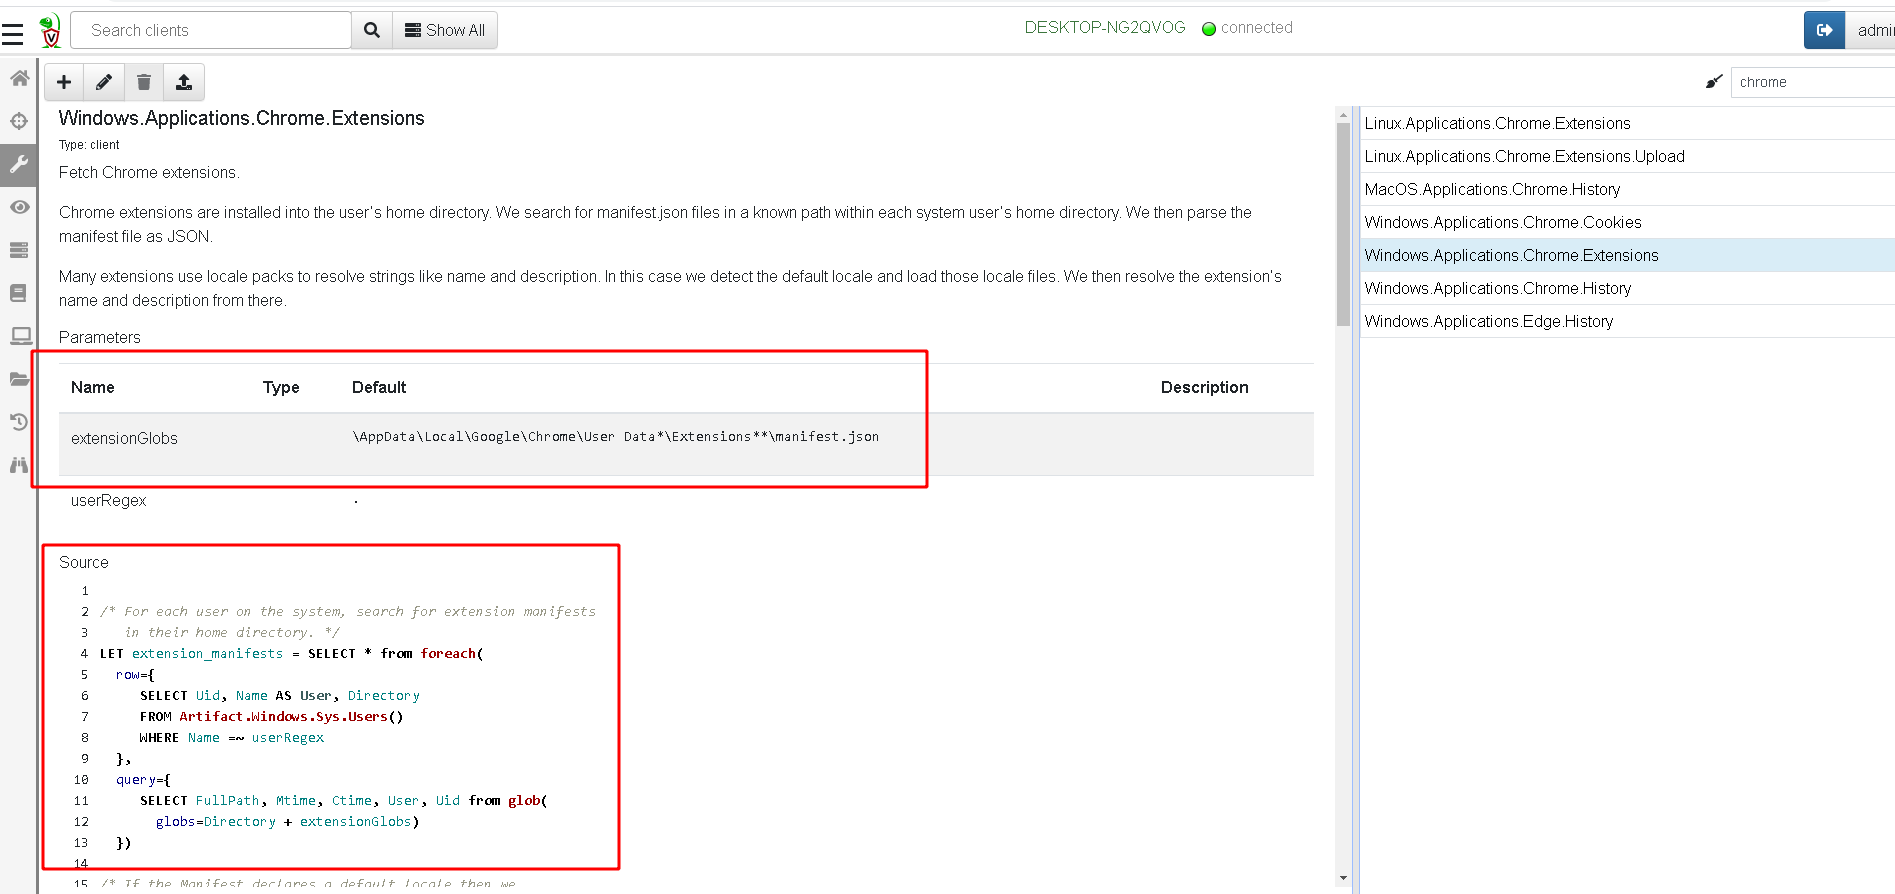 Search clients
Show All
DESKTOP-NG2QVOG
connected
admi
chrome
Windows.Applications.Chrome.Extensions
Type: client
Fetch Chrome extensions.
Chrome extensions are installed into the user's home directory. We search for manifest.json files in a known path within each system user's home directory. We then parse the
manifest file as JSON.
Many extensions use locale packs to resolve strings like name and description. In this case we detect the default locale and load those locale files. We then resolve the extension's
name and description from there.
Parameters
Name Type Default Description
extensionGlobs \AppData\Local\Google\Chrome\User Data*\Extensions**\manifest.json
userRegex .
Source
1
2 /* For each user on the system, search for extension manifests
3 in their home directory. */
4 LET extension_manifests = SELECT * from foreach(
5 row={
6 SELECT Uid, Name AS User, Directory
7 FROM Artifact.Windows.Sys.Users()
8 WHERE Name =~ userRegex
9 },
10 query={
11 SELECT FullPath, Mtime, Ctime, User, Uid from glob(
12 globs=Directory + extensionGlobs)
13 })
14
15 /* If the Manifest declares a default_locale then we
Linux.Applications.Chrome.Extensions
Linux.Applications.Chrome.Extensions.Upload
MacOS.Applications.Chrome.History
Windows.Applications.Chrome.Cookies
Windows.Applications.Chrome.Extensions
Windows.Applications.Chrome.History
Windows.Applications.Edge.History